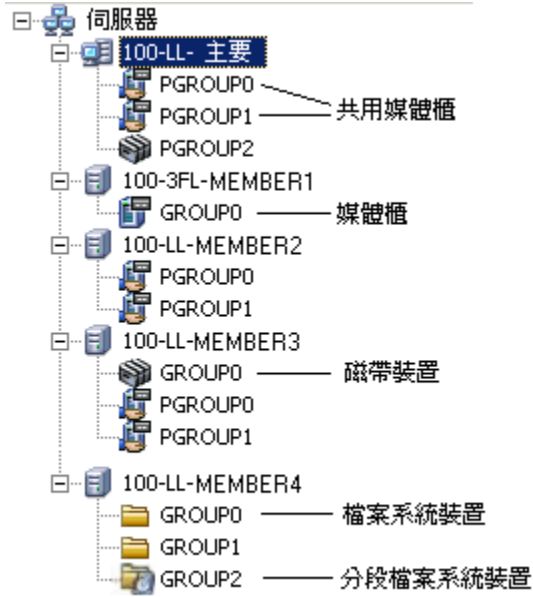 伺服器
100-LL- 主要
PGROUP0
PGROUP1 共用媒體櫃
PGROUP2
100-3FL-MEMBER1
GROUP0 媒體櫃
100-LL-MEMBER2
PGROUP0
PGROUP1
100-LL-MEMBER3
GROUP0 磁帶裝置
PGROUP0
PGROUP1
100-LL-MEMBER4
GROUP0 檔案系統裝置
GROUP1
GROUP2 分段檔案系統裝置